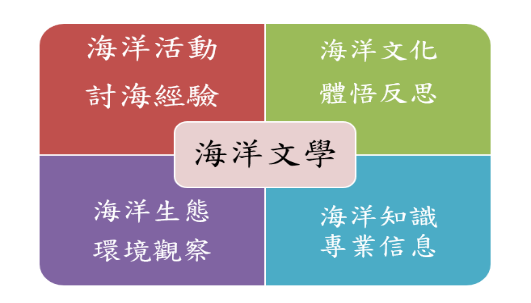 海洋活動
討海經驗
海洋文化
體悟反思
海洋文學
海洋生態
環境觀察
海洋知識
專業信息